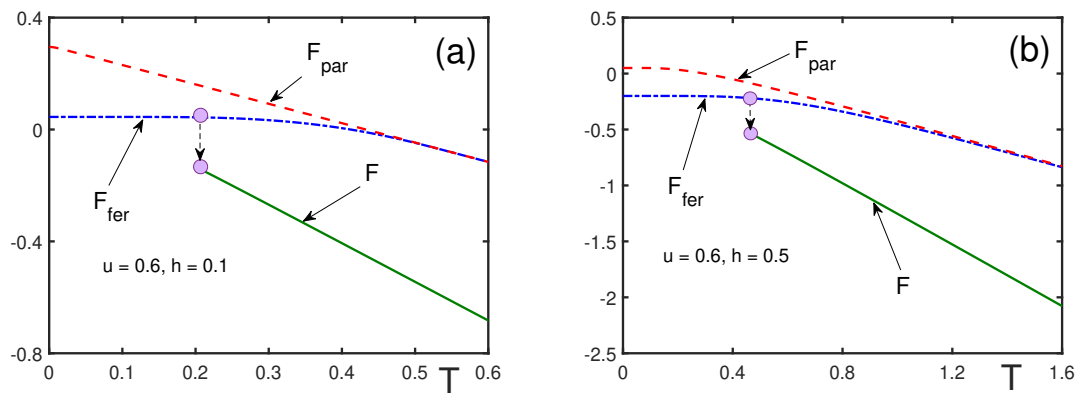 0.4
0
-0.4
-0.8
0
0.1
0.2
0.3
0.4
0.5
0.6
T
(a)
F_par
F_fer
F
u = 0.6, h = 0.1
0.5
0
-0.5
-1
-1.5
-2
-2.5
0
0.4
0.8
1.2
1.6
T
(b)
F_par
F_fer
F
u = 0.6, h = 0.5